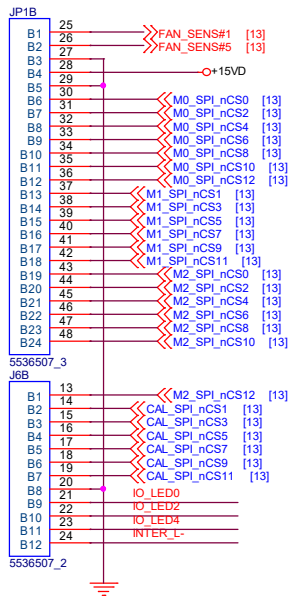 JP1B
B1 25 FAN_SENS#1 [13]
B2 26 FAN_SENS#5 [13]
B3 27
B4 28 +15VD
B5 29
B6 30 M0_SPI_nCS0 [13]
B7 31 M0_SPI_nCS2 [13]
B8 32 M0_SPI_nCS4 [13]
B9 33 M0_SPI_nCS6 [13]
B10 34 M0_SPI_nCS8 [13]
B11 35 M0_SPI_nCS10 [13]
B12 36 M0_SPI_nCS12 [13]
B13 37 M1_SPI_nCS1 [13]
B14 38 M1_SPI_nCS3 [13]
B15 39 M1_SPI_nCS5 [13]
B16 40 M1_SPI_nCS7 [13]
B17 41 M1_SPI_nCS9 [13]
B18 42 M1_SPI_nCS11 [13]
B19 43 M2_SPI_nCS0 [13]
B20 44 M2_SPI_nCS2 [13]
B21 45 M2_SPI_nCS4 [13]
B22 46 M2_SPI_nCS6 [13]
B23 47 M2_SPI_nCS8 [13]
B24 48 M2_SPI_nCS10 [13]
5536507_3
J6B
B1 13 M2_SPI_nCS12 [13]
B2 14 CAL_SPI_nCS1 [13]
B3 15 CAL_SPI_nCS3 [13]
B4 16 CAL_SPI_nCS5 [13]
B5 17 CAL_SPI_nCS7 [13]
B6 18 CAL_SPI_nCS9 [13]
B7 19 CAL_SPI_nCS11 [13]
B8 20
B9 21 IO_LED0
B10 22 IO_LED2
B11 23 IO_LED4
B12 24 INTER_L-
5536507_2